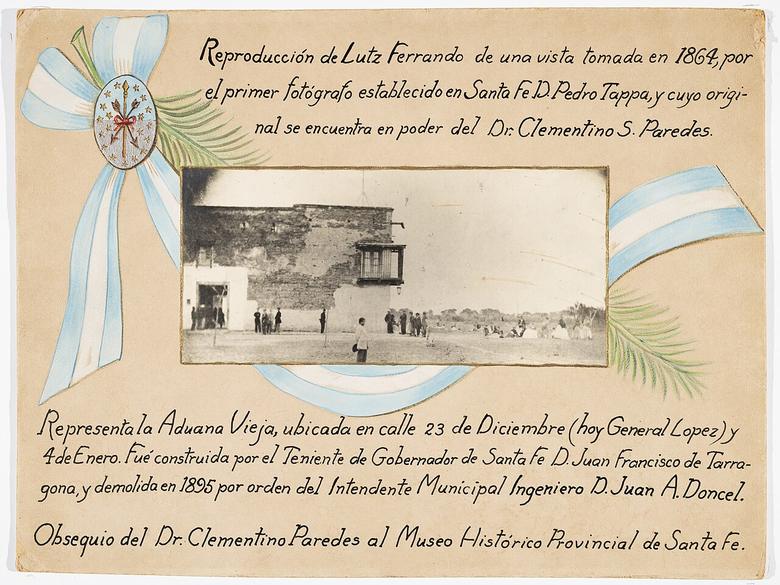 Reproducción de Lutz Ferrando de una vista tomada en 1864, por
el primer fotógrafo establecido en Santa Fe D. Pedro Tappa, y cuyo origi-
nal se encuentra en poder del Dr. Clementino S. Paredes.
Representa la Aduana Vieja, ubicada en calle 23 de Diciembre (hoy General Lopez) y
4 de Enero. Fué construida por el Teniente de Gobernador de Santa Fe D. Juan Francisco de Tarra-
gona, y demolida en 1895 por orden del Intendente Municipal Ingeniero D. Juan A. Doncel.
Obsequio del Dr. Clementino Paredes al Museo Histórico Provincial de Santa Fe.